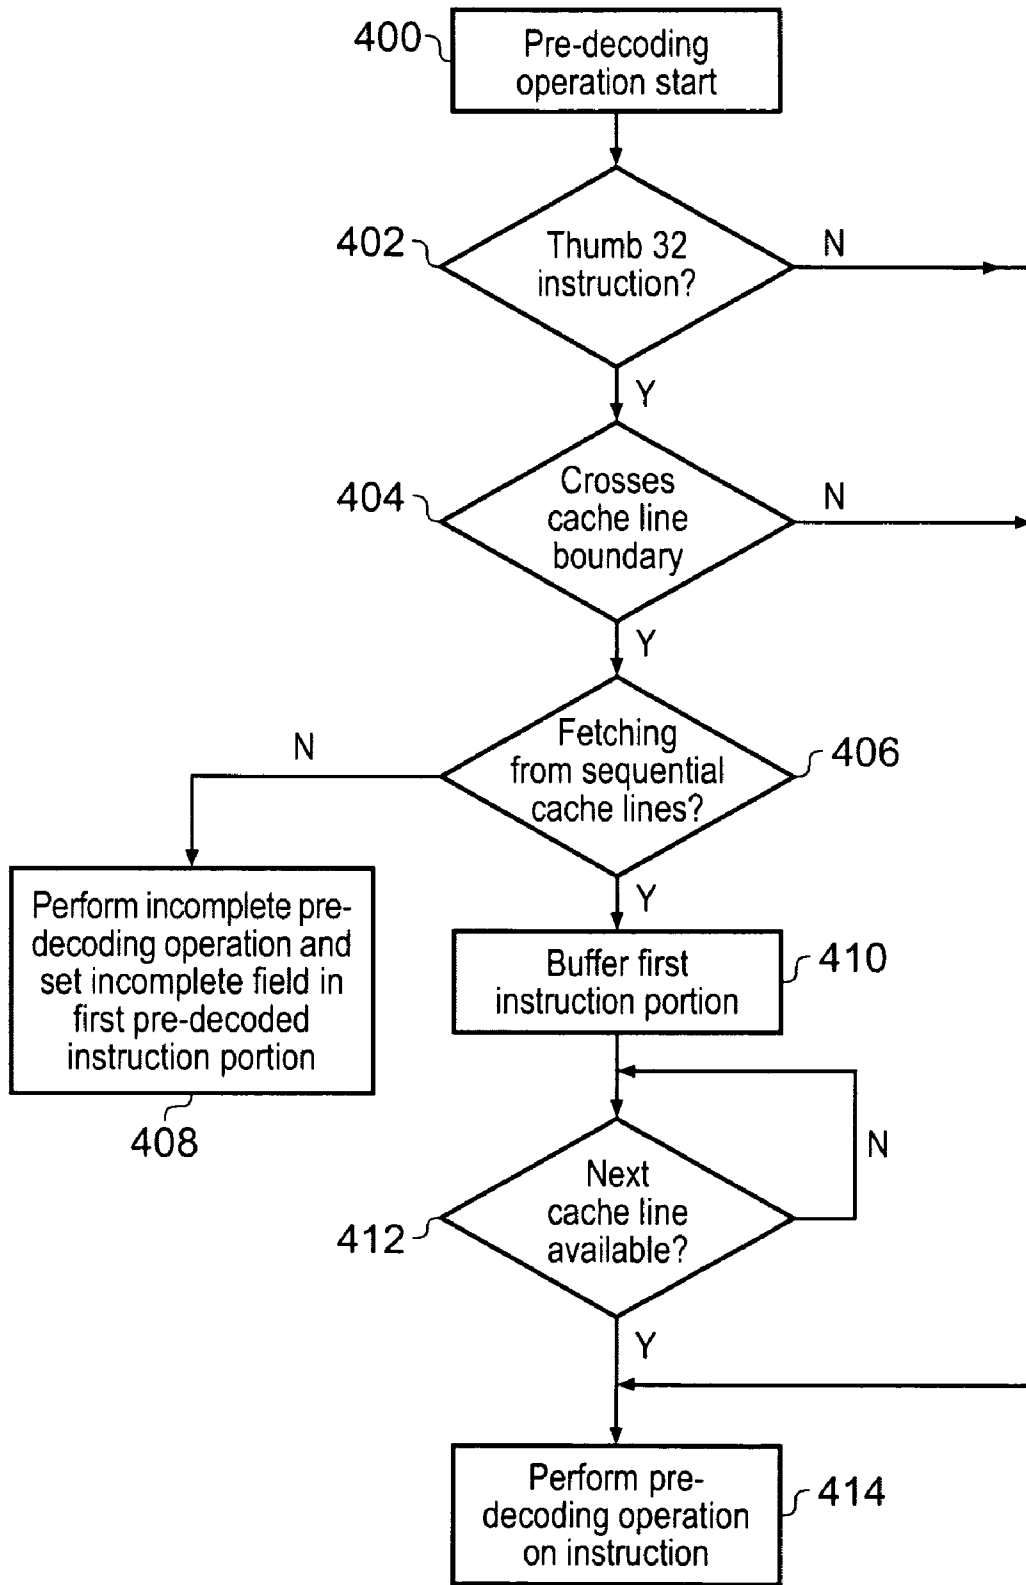 400
Pre-decoding
operation start
402
Thumb 32
instruction?
N
Y
404
Crosses
cache line
boundary
N
Y
N
Fetching
from sequential
cache lines?
406
Y
Perform incomplete pre-
decoding operation and
set incomplete field in
first pre-decoded
instruction portion
408
Buffer first
instruction portion
410
Next
cache line
available?
412
N
Y
Perform pre-
decoding operation
on instruction
414